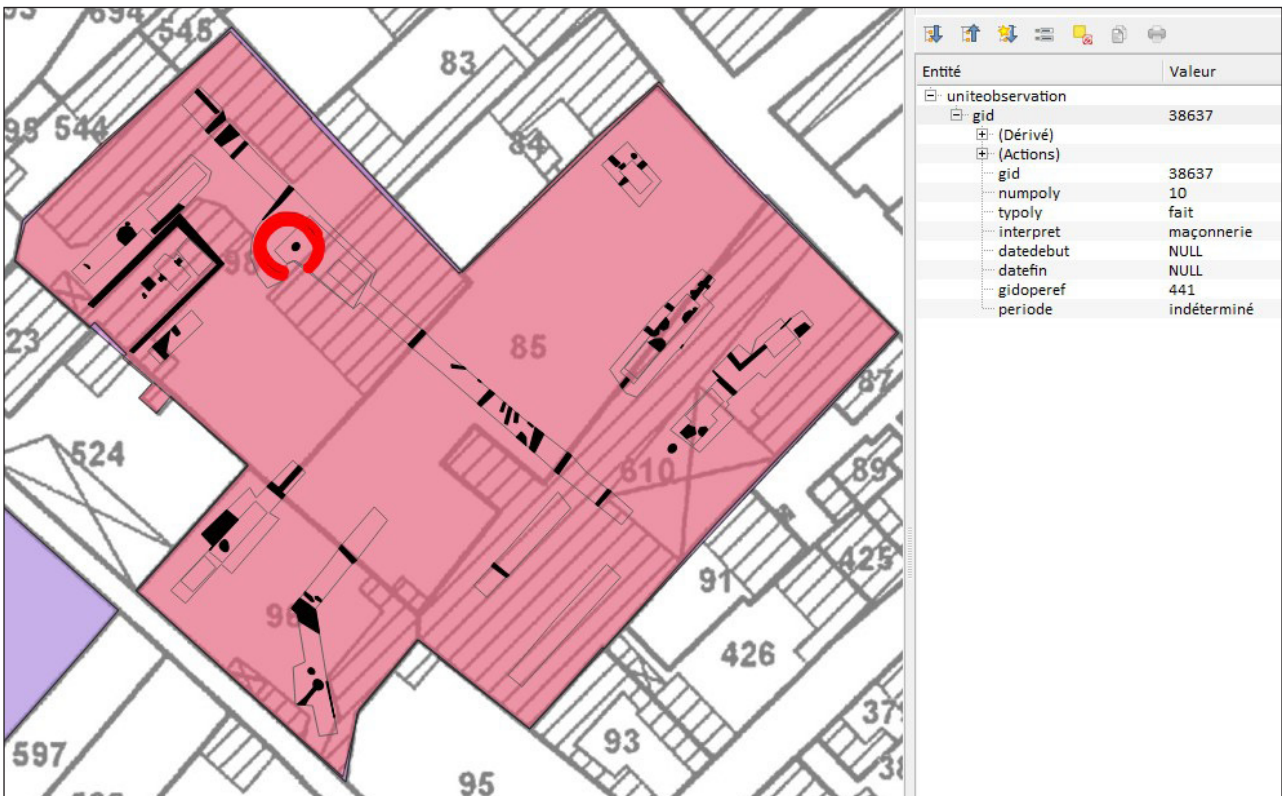 545
83
84
544
98
85
23
87
524
610
89
425
91
98
426
597
93
95
Entité Valeur
uniteobservation
gid 38637
(Dérivé)
(Actions)
gid 38637
numpoly 10
typoly fait
interpret maçonnerie
datedebut NULL
datefin NULL
gidoperef 441
periode indéterminé